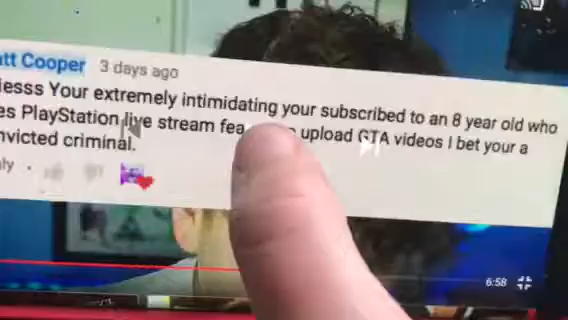 tt Cooper 3 days ago
iesss Your extremely intimidating your subscribed to an 8 year old who
es PlayStation live stream fea upload GTA videos I bet your a
nvicted criminal.
ly
6:58